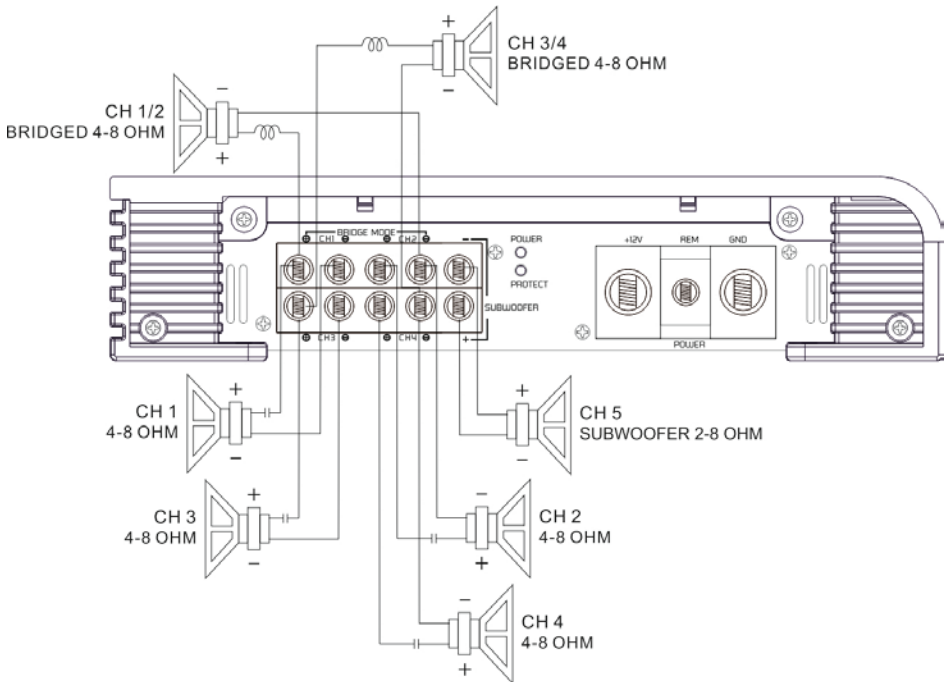 +
CH 3/4
BRIDGED 4-8 OHM
-
-
CH 1/2
BRIDGED 4-8 OHM
+
BRIDGE MODE
⊕ CH1 ⊖ ⊕ CH2 ⊖ -
POWER
PROTECT
SUBWOOFER
⊕ CH3 ⊖ ⊕ CH4 ⊖ +
+12V REM GND
POWER
+
CH 1
4-8 OHM
-
+
CH 5
SUBWOOFER 2-8 OHM
-
+
CH 3
4-8 OHM
-
-
CH 2
4-8 OHM
+
-
CH 4
4-8 OHM
+